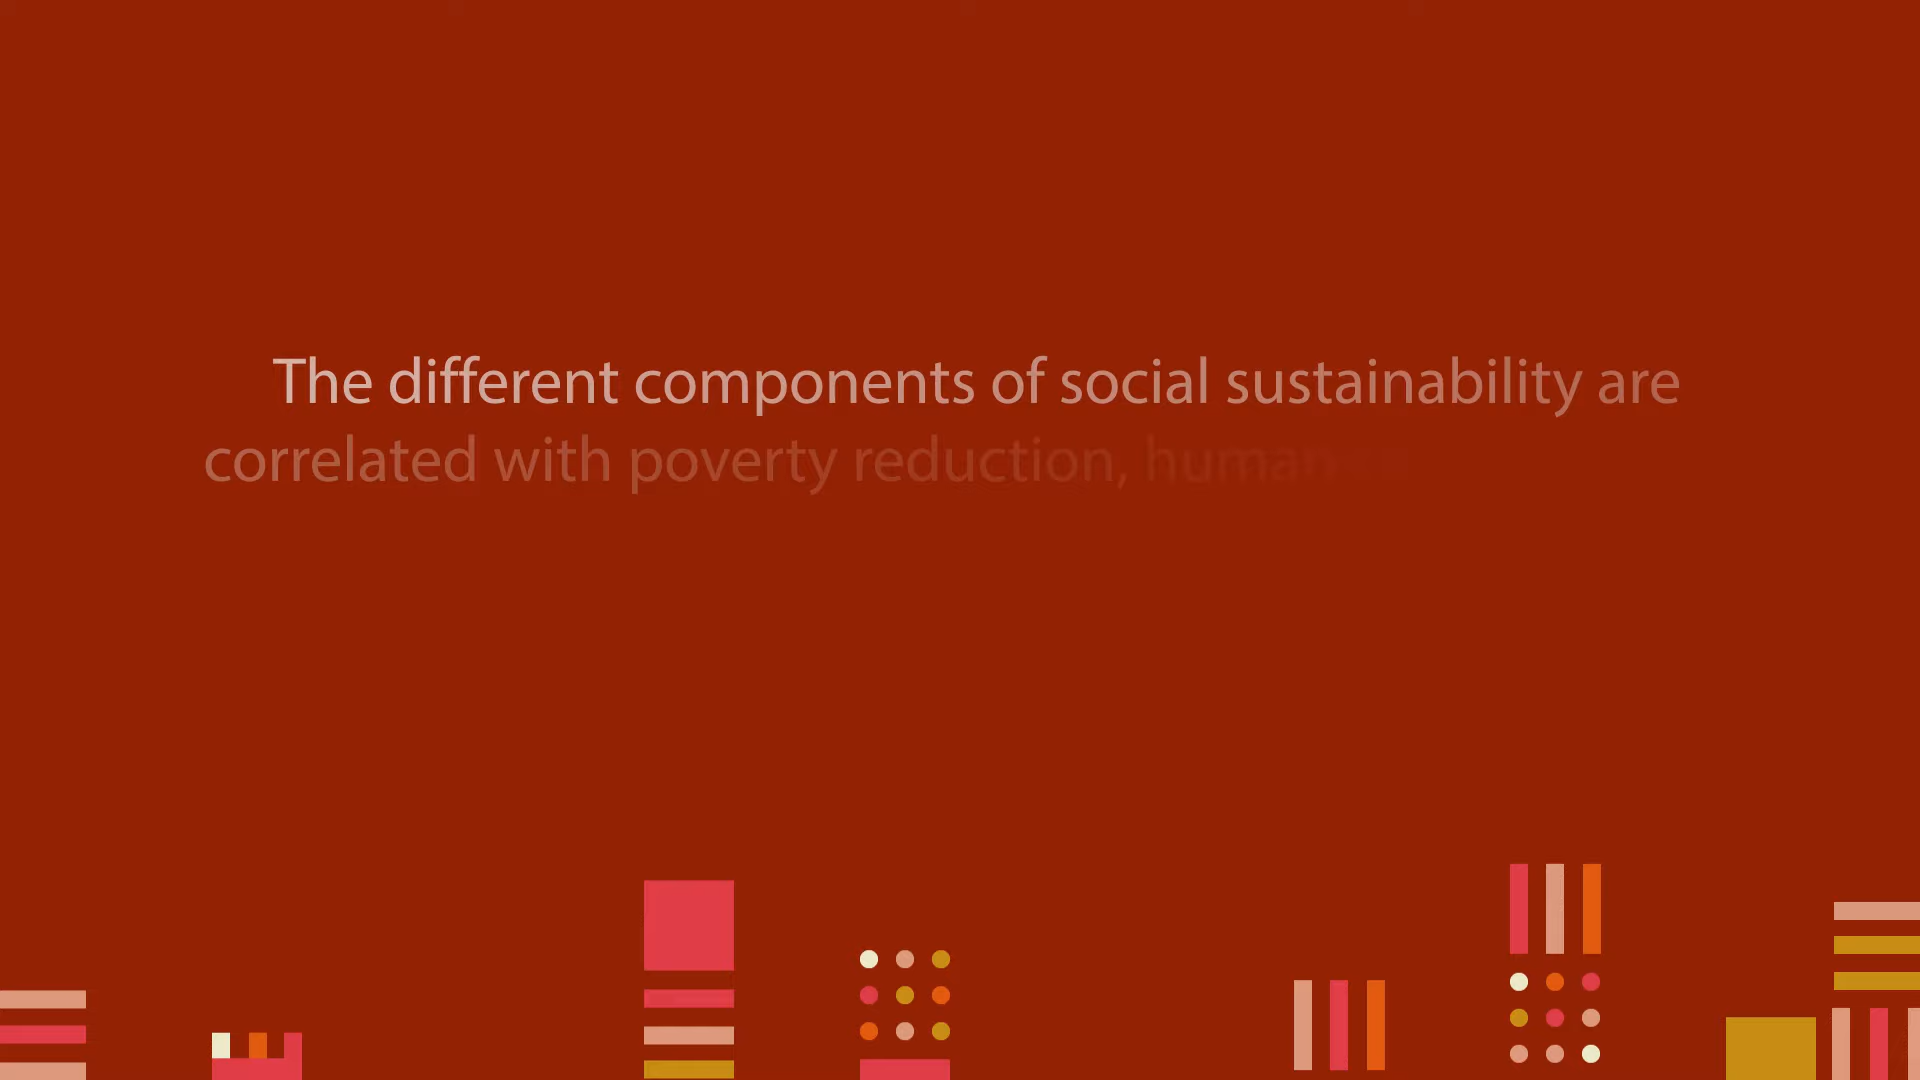 The different components of social sustainability are
correlated with poverty reduction, human